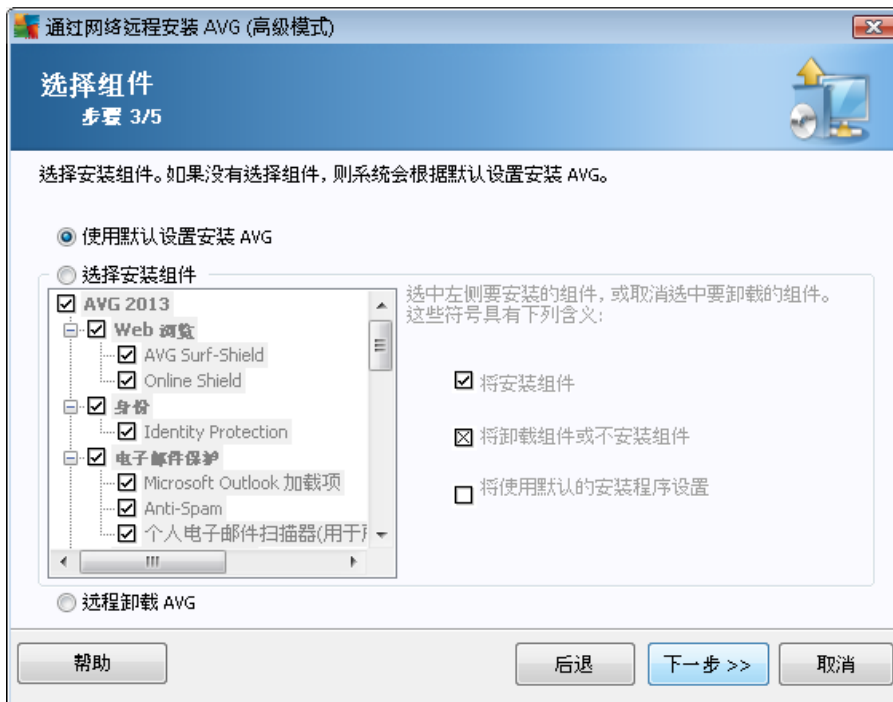 通过网络远程安装 AVG (高级模式)
选择组件
步骤 3/5
选择安装组件。如果没有选择组件，则系统会根据默认设置安装 AVG。
使用默认设置安装 AVG
选择安装组件
AVG 2013
Web 浏览
AVG Surf-Shield
Online Shield
身份
Identity Protection
电子邮件保护
Microsoft Outlook 加载项
Anti-Spam
个人电子邮件扫描器(用于
选中左侧要安装的组件，或取消选中要卸载的组件。
这些符号具有下列含义:
将安装组件
将卸载组件或不安装组件
将使用默认的安装程序设置
远程卸载 AVG
帮助
后退
下一步 >>
取消